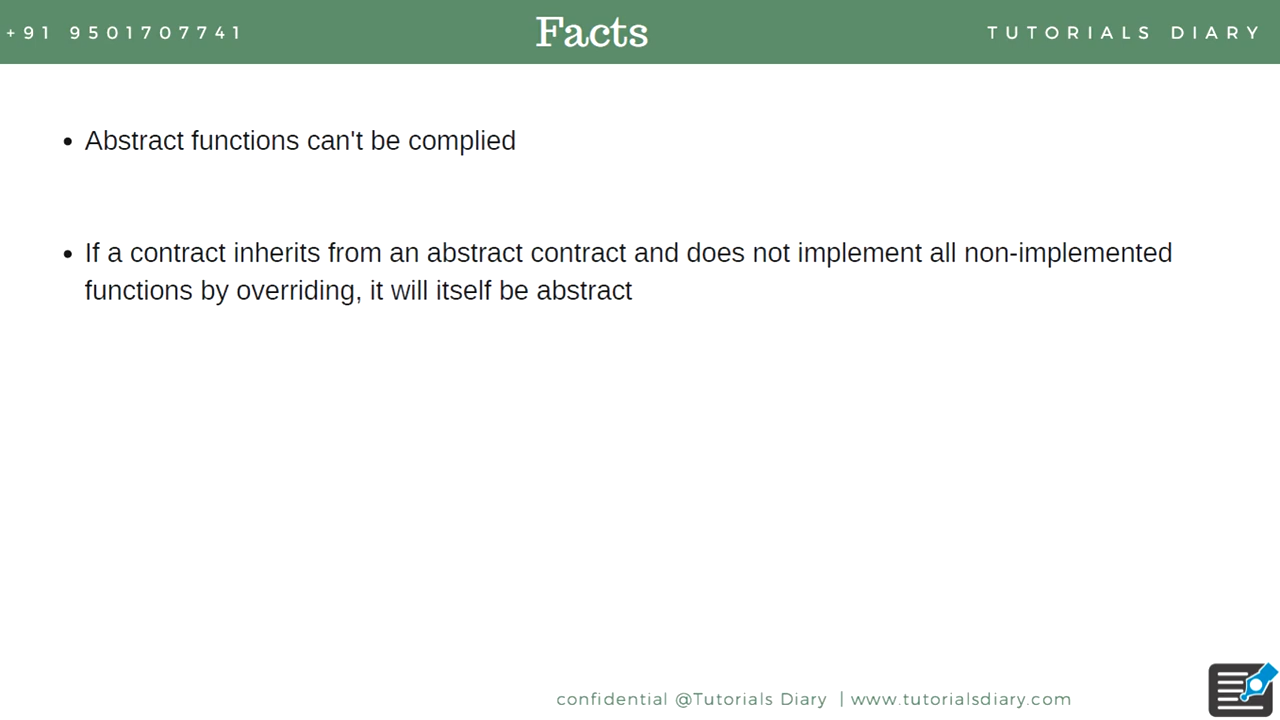 +91 9501707741
Facts
TUTORIALS DIARY
• Abstract functions can't be complied
• If a contract inherits from an abstract contract and does not implement all non-implemented
functions by overriding, it will itself be abstract
confidential @Tutorials Diary | www.tutorialsdiary.com